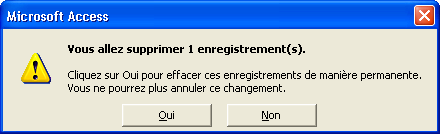 Microsoft Access
Vous allez supprimer 1 enregistrement(s).
Cliquez sur Oui pour effacer ces enregistrements de manière permanente.
Vous ne pourrez plus annuler ce changement.
Oui
Non